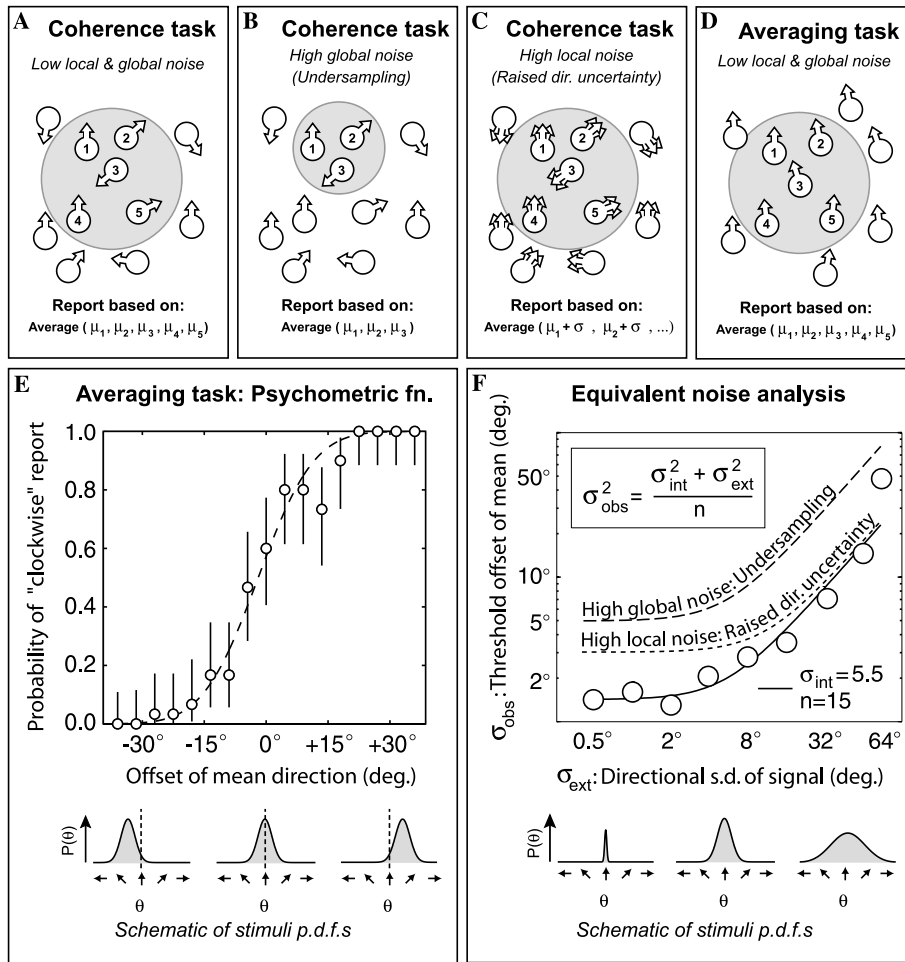 A
Coherence task
Low local & global noise
1
2
3
4
5
Report based on:
Average ( μ1, μ2, μ3, μ4, μ5)
B
Coherence task
High global noise
(Undersampling)
1
2
3
Report based on:
Average ( μ1, μ2, μ3)
C
Coherence task
High local noise
(Raised dir. uncertainty)
1
2
3
4
5
Report based on:
Average ( μ1 + σ , μ2 + σ , ...)
D
Averaging task
Low local & global noise
1
2
3
4
5
Report based on:
Average ( μ1, μ2, μ3, μ4, μ5)
E
Averaging task: Psychometric fn.
Probability of "clockwise" report
1.0
0.8
0.6
0.4
0.2
0.0
-30° -15° 0° +15° +30°
Offset of mean direction (deg.)
P(θ)
θ θ θ
Schematic of stimuli p.d.f.s
F
Equivalent noise analysis
σobs: Threshold offset of mean (deg.)
50°
10°
5°
2°
σ²obs = (σ²int + σ²ext) / n
High global noise: Undersampling
High local noise: Raised dir. uncertainty
σint = 5.5
n=15
0.5° 2° 8° 32° 64°
σext: Directional s.d. of signal (deg.)
P(θ)
θ θ θ
Schematic of stimuli p.d.f.s